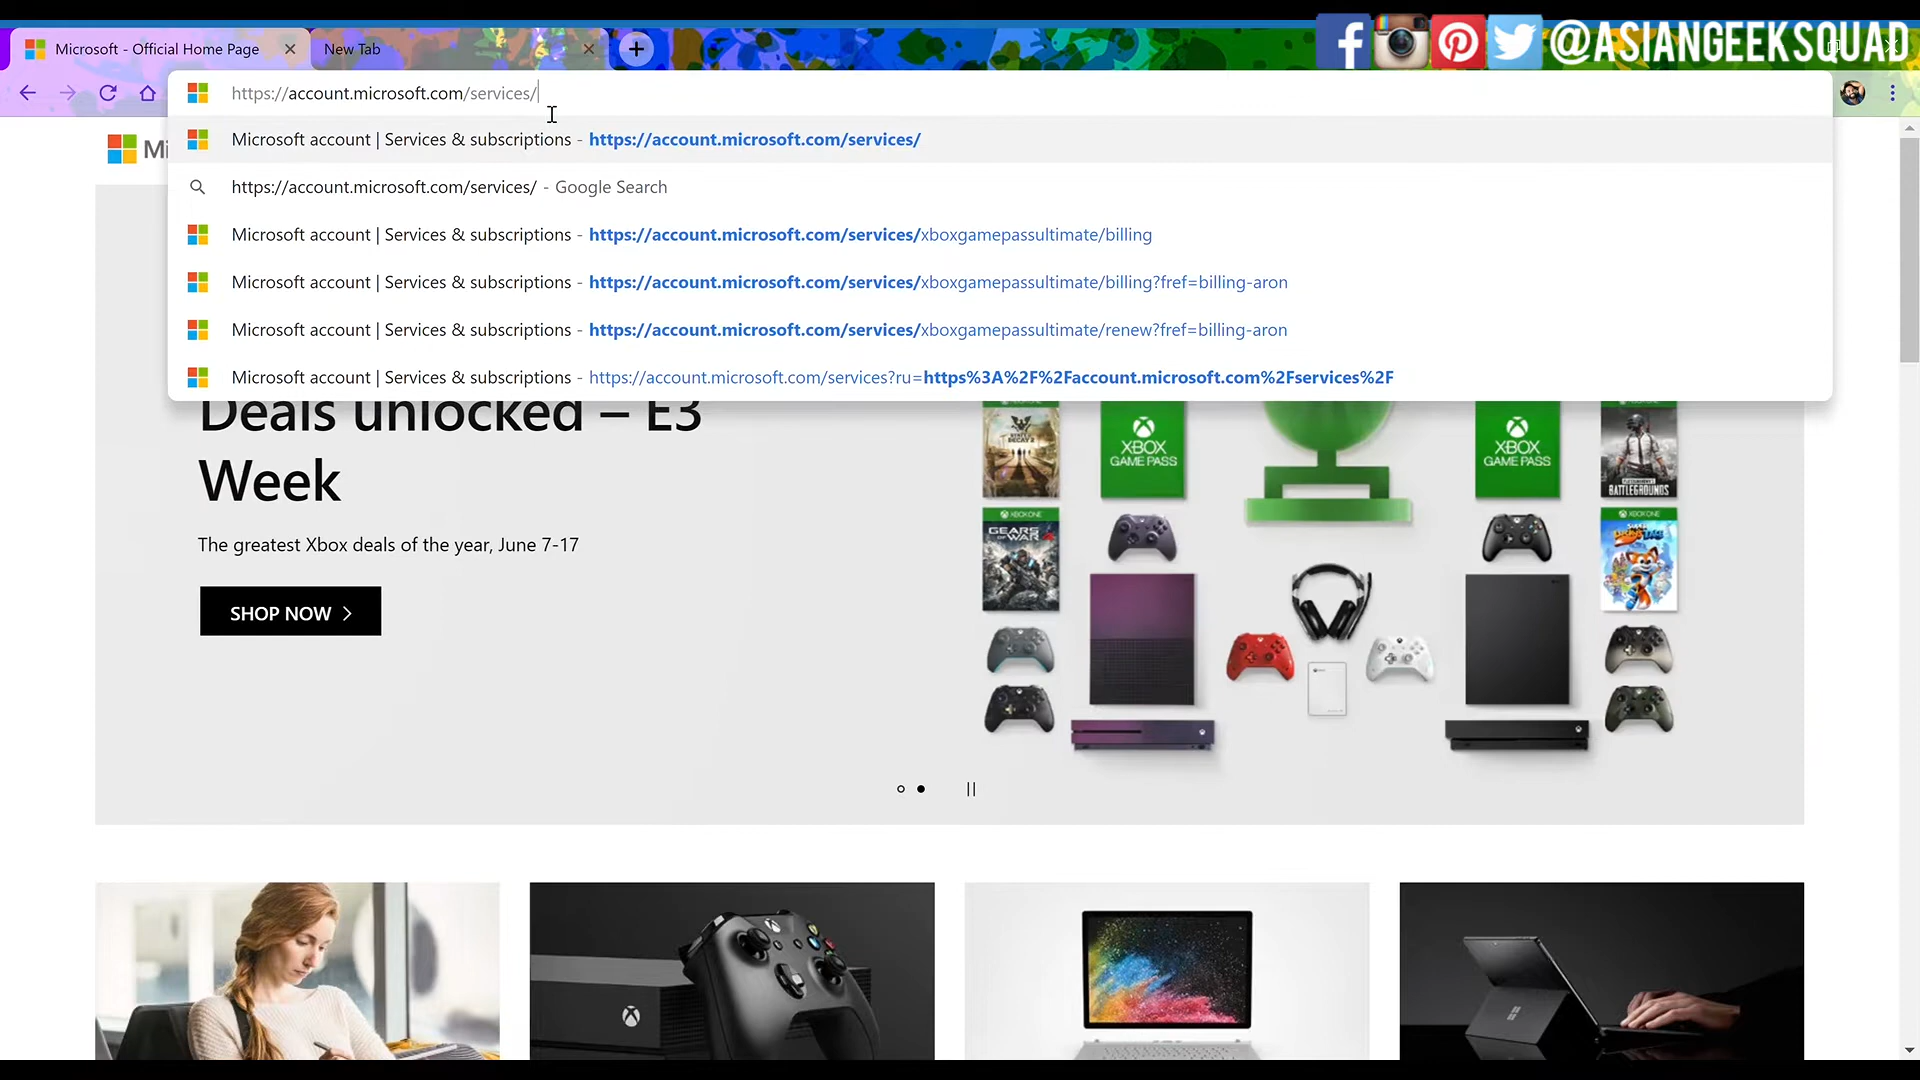 @ASIANGEEKSQUAD
Microsoft - Official Home Page
New Tab
https://account.microsoft.com/services/
Microsoft account | Services & subscriptions - https://account.microsoft.com/services/
https://account.microsoft.com/services/ - Google Search
Microsoft account | Services & subscriptions - https://account.microsoft.com/services/xboxgamepassultimate/billing
Microsoft account | Services & subscriptions - https://account.microsoft.com/services/xboxgamepassultimate/billing?fref=billing-aron
Microsoft account | Services & subscriptions - https://account.microsoft.com/services/xboxgamepassultimate/renew?fref=billing-aron
Microsoft account | Services & subscriptions - https://account.microsoft.com/services?ru=https%3A%2F%2Faccount.microsoft.com%2Fservices%2F
Mi
Deals unlocked – E3
Week
The greatest Xbox deals of the year, June 7-17
SHOP NOW
XBOX
GAME PASS
XBOX
GAME PASS
BATTLEGROUNDS
XBOX ONE
GEARS
OF WAR
XBOX ONE